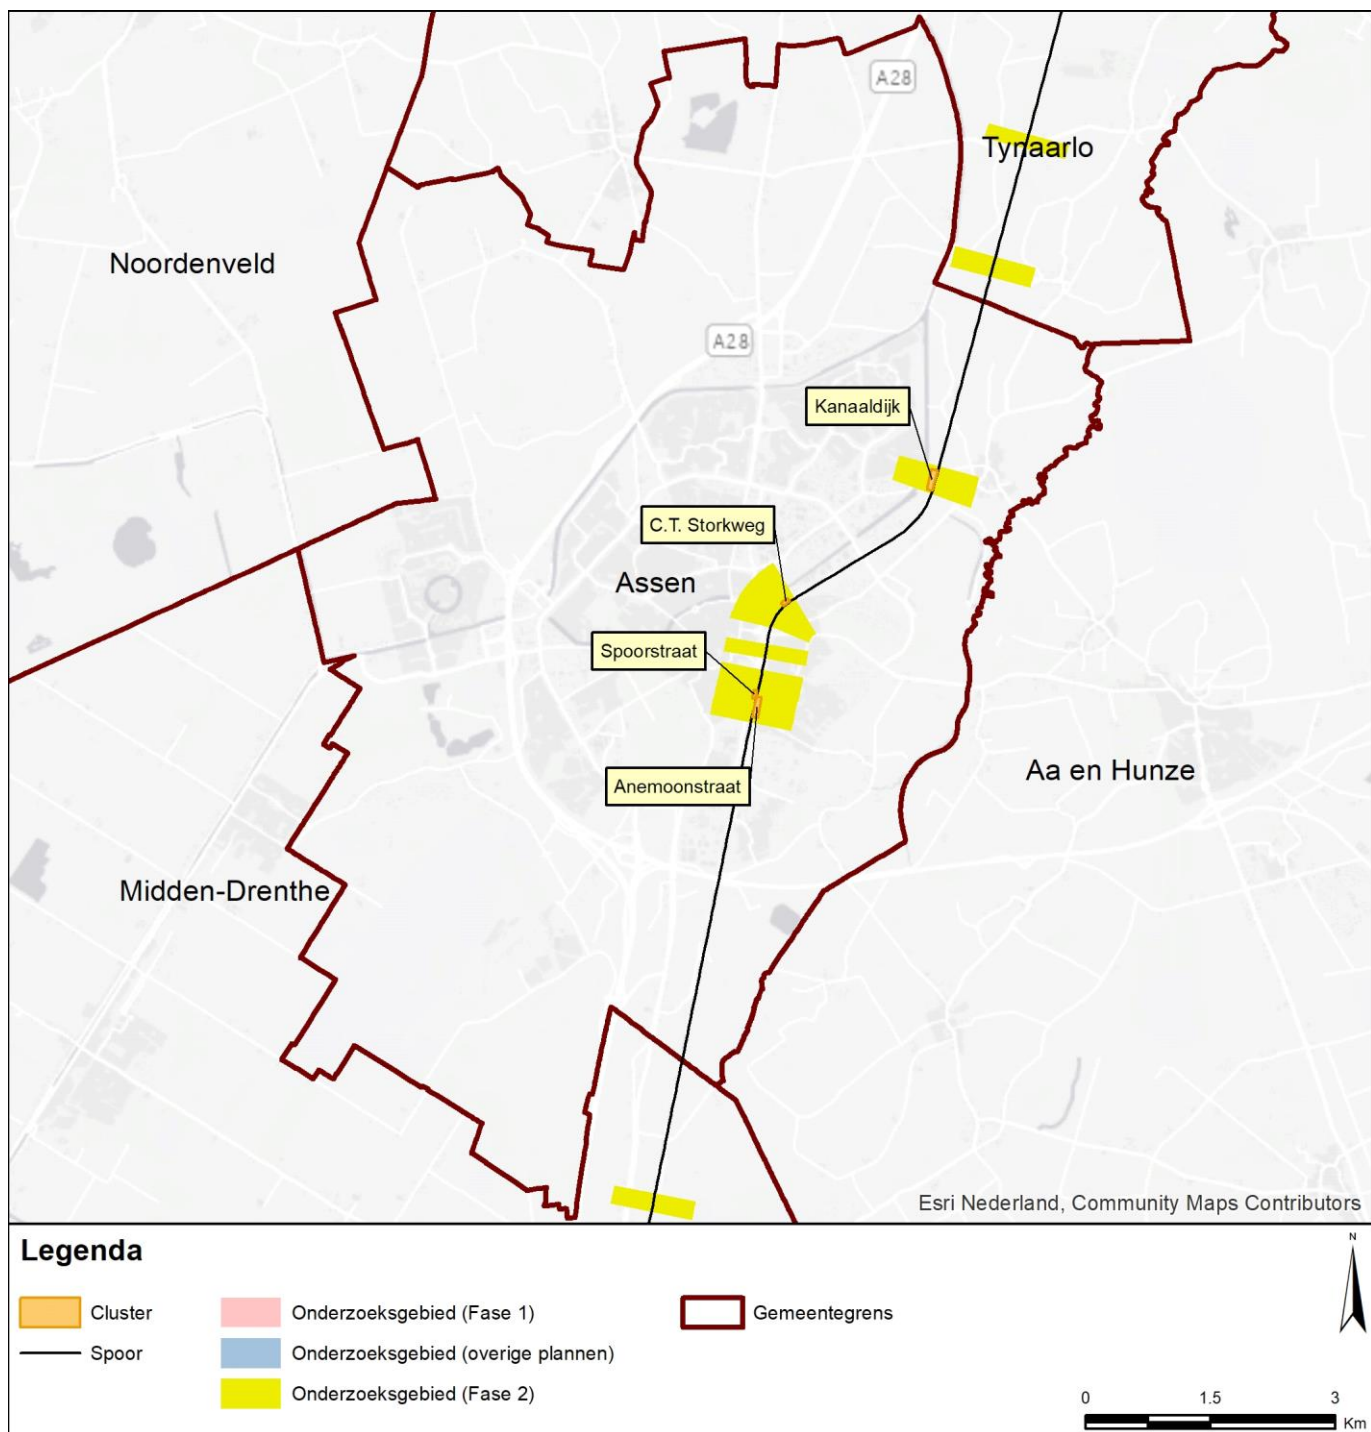 A28
Tynaarlo
Noordenveld
A28
Kanaaldijk
C.T. Storkweg
Assen
Spoorstraat
Aa en Hunze
Anemoonstraat
Midden-Drenthe
Esri Nederland, Community Maps Contributors
Legenda
N
Cluster
Onderzoeksgebied (Fase 1)
Gemeentegrens
Spoor
Onderzoeksgebied (overige plannen)
Onderzoeksgebied (Fase 2)
0 1.5 3
Km